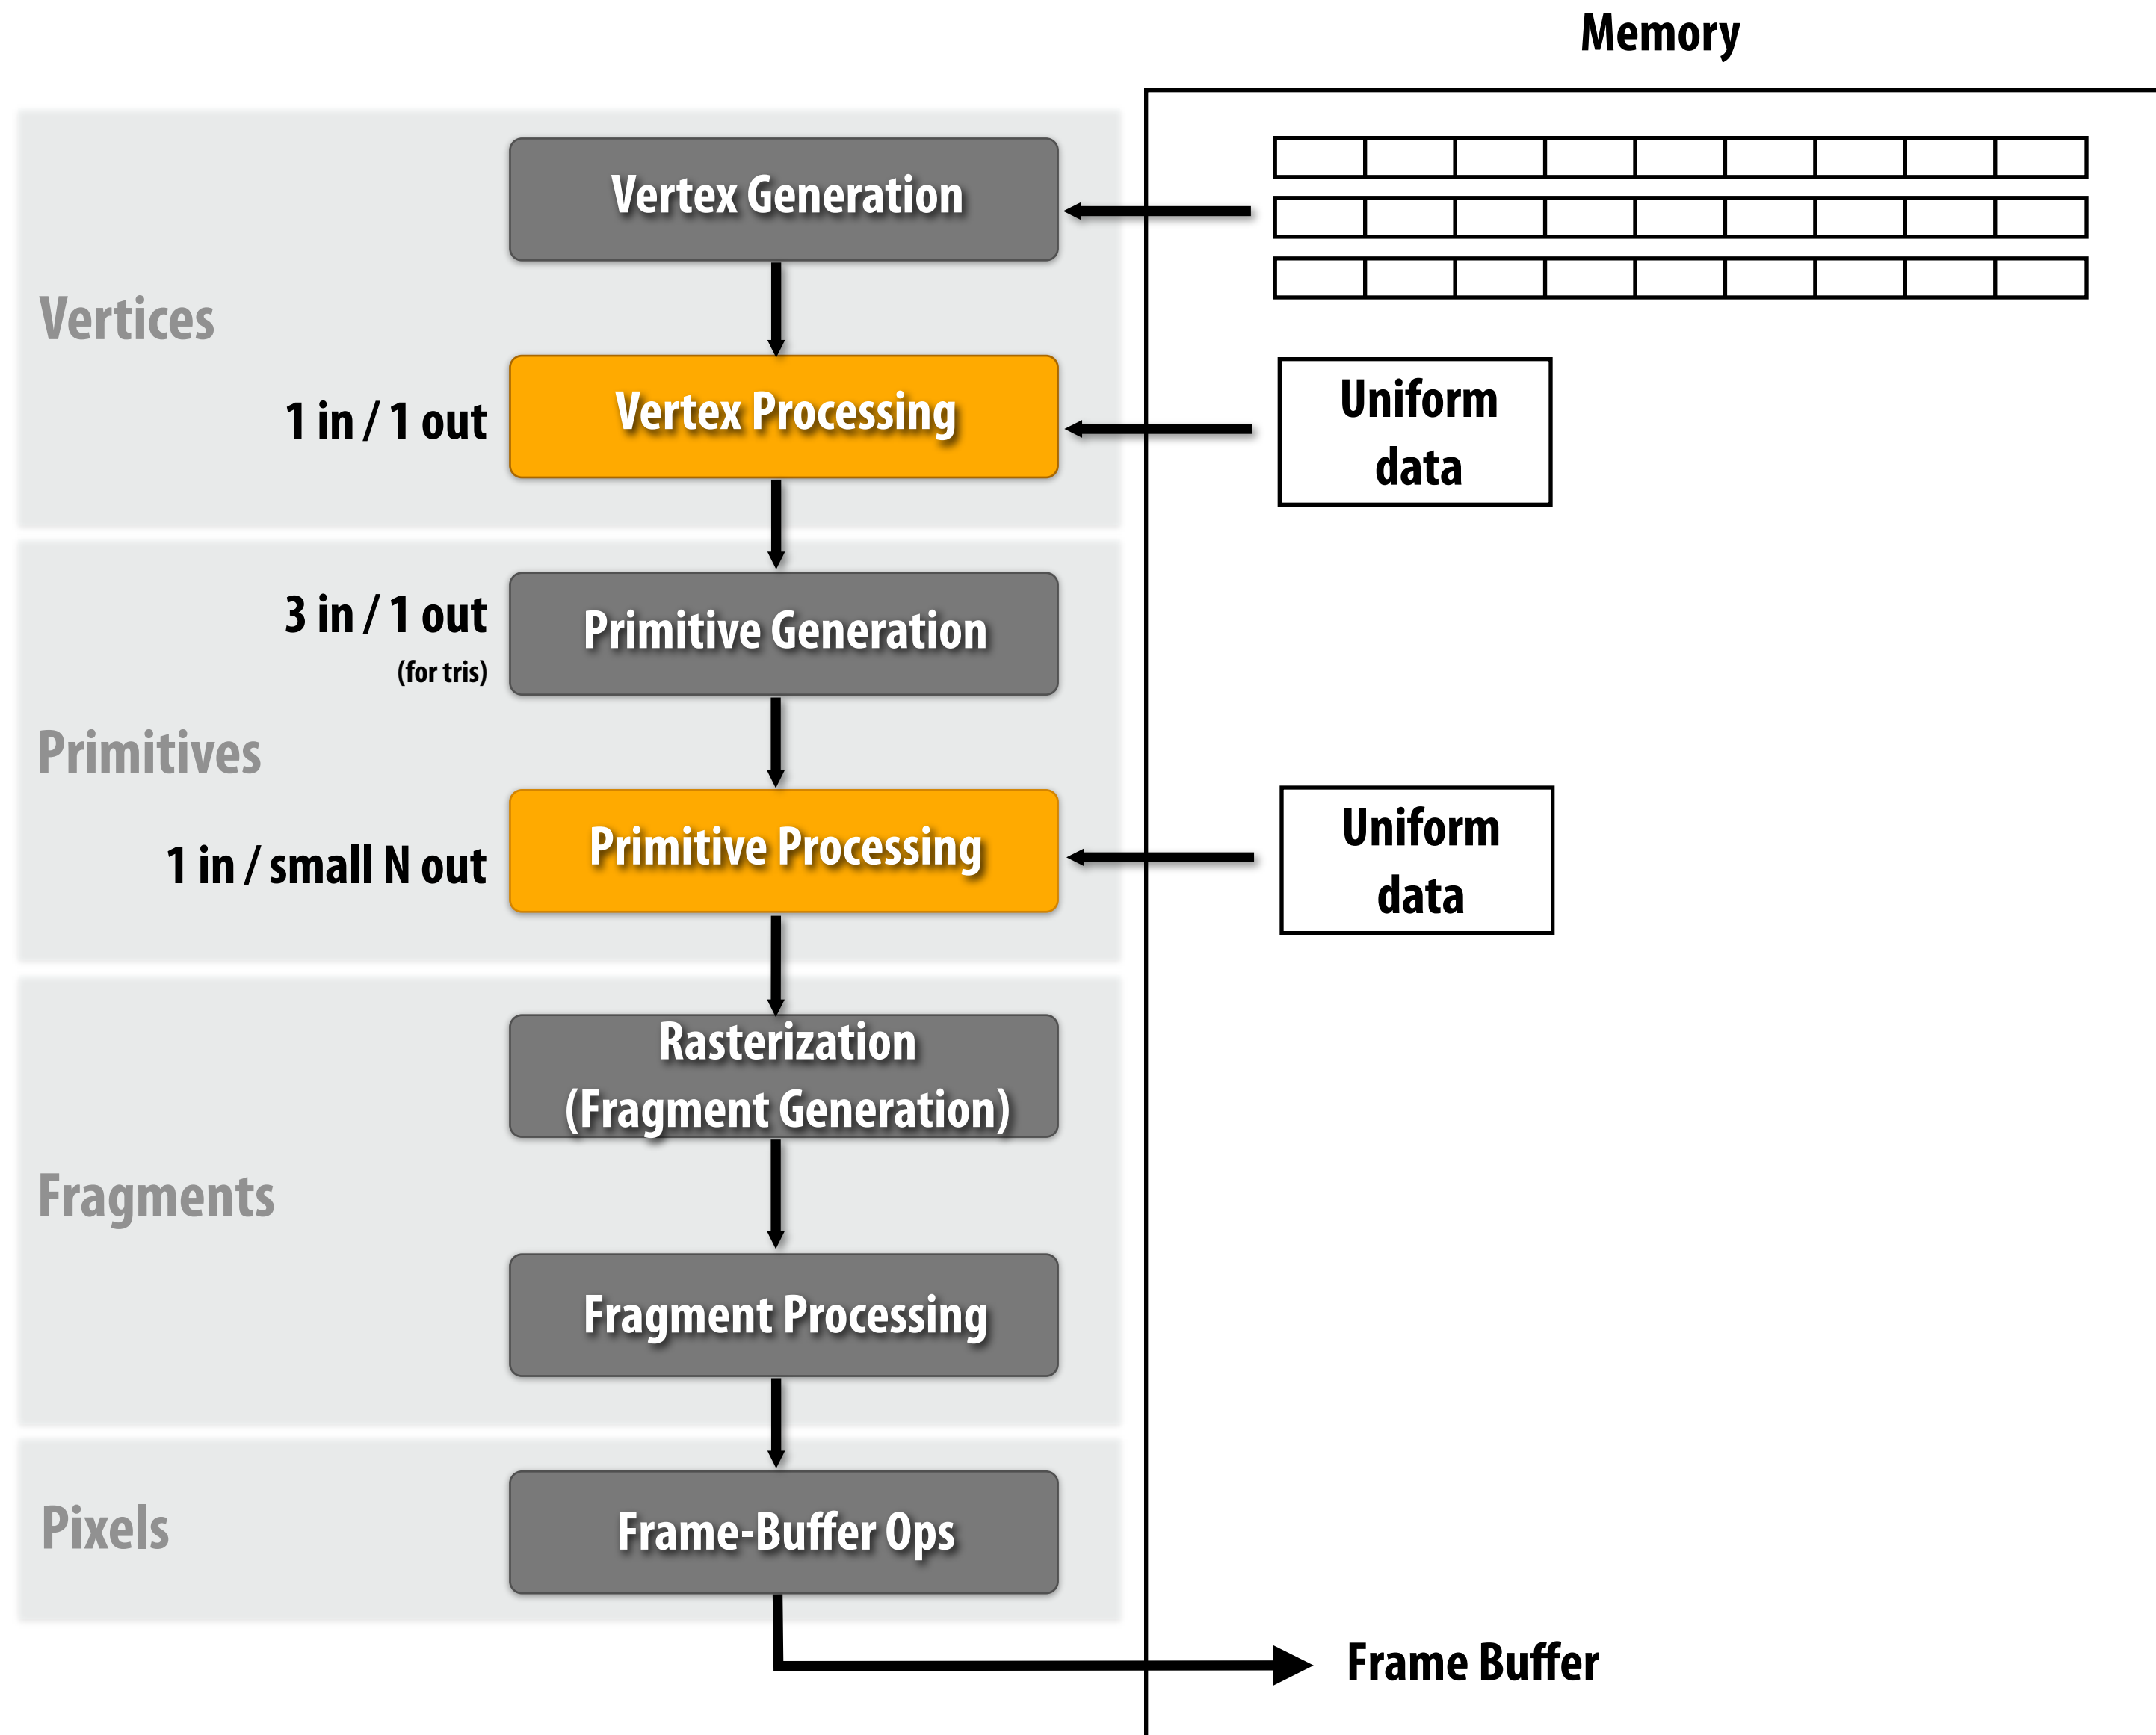 Memory
Vertex Generation
Vertices
1 in / 1 out
Vertex Processing
Uniform
data
3 in / 1 out
(for tris)
Primitive Generation
Primitives
1 in / small N out
Primitive Processing
Uniform
data
Rasterization
(Fragment Generation)
Fragments
Fragment Processing
Pixels
Frame-Buffer Ops
Frame Buffer